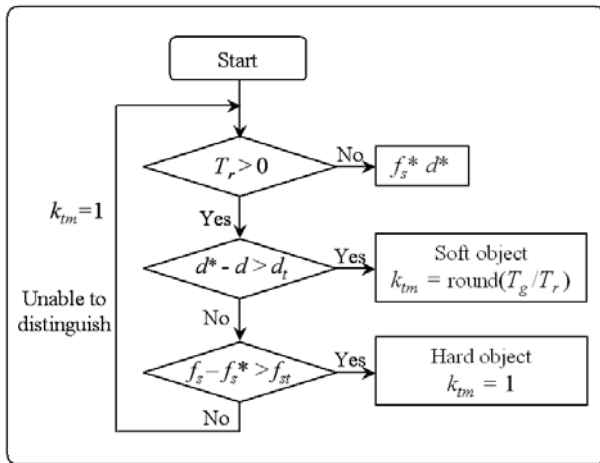 Start
T_r > 0
No
f_s* d*
Yes
k_tm=1
d* - d > d_t
Yes
Soft object
k_tm = round(T_g/T_r)
Unable to
distinguish
No
f_s – f_s* > f_st
Yes
Hard object
k_tm = 1
No